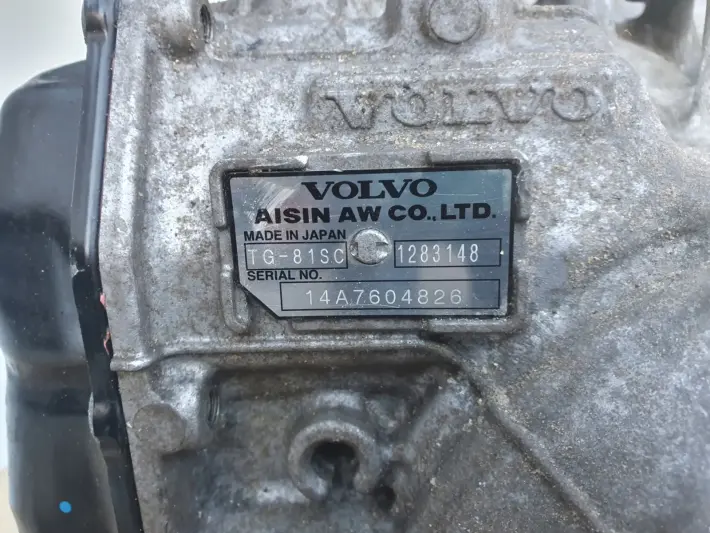 VOLVO
VOLVO
AISIN AW CO., LTD.
MADE IN JAPAN
TG-81SC 1283148
SERIAL NO.
14A7604826